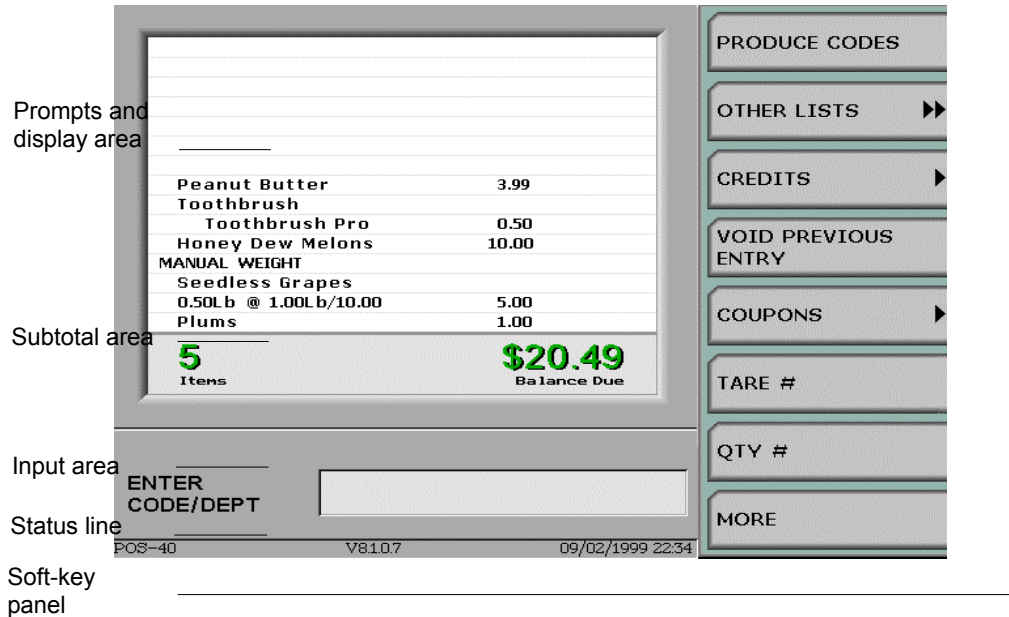 PRODUCE CODES
Prompts and
display area
OTHER LISTS
Peanut Butter 3.99
CREDITS
Toothbrush
Toothbrush Pro 0.50
Honey Dew Melons 10.00
VOID PREVIOUS
ENTRY
MANUAL WEIGHT
Seedless Grapes
0.50Lb @ 1.00Lb/10.00 5.00
Plums 1.00
COUPONS
Subtotal area
5 $20.49
Items Balance Due
TARE #
QTY #
Input area
ENTER
CODE/DEPT
MORE
Status line
POS-40 V8.1.0.7 09/02/1999 22:34
Soft-key
panel